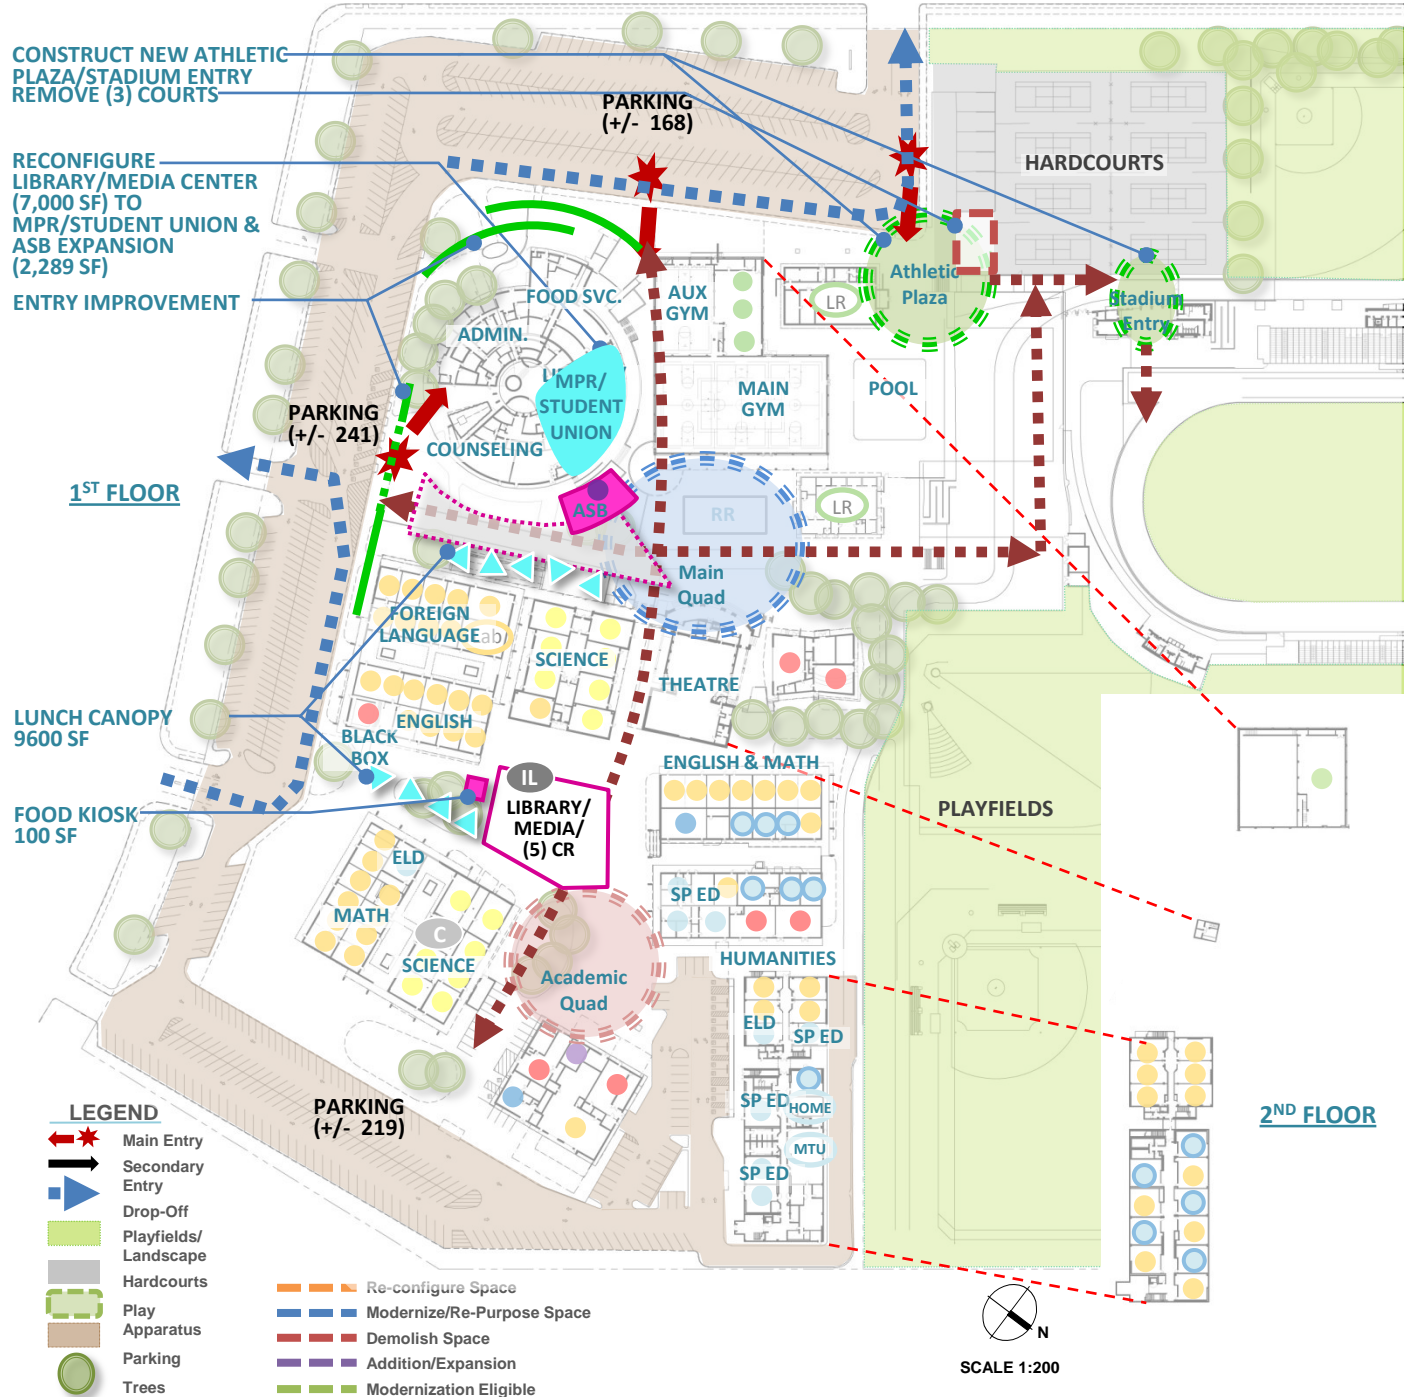 CONSTRUCT NEW ATHLETIC
PLAZA/STADIUM ENTRY
REMOVE (3) COURTS
RECONFIGURE
LIBRARY/MEDIA CENTER
(7,000 SF) TO
MPR/STUDENT UNION &
ASB EXPANSION
(2,289 SF)
ENTRY IMPROVEMENT
PARKING
(+/- 168)
HARDCOURTS
Athletic
Plaza
Stadium
Entry
LR
AUX
GYM
FOOD SVC.
ADMIN.
MPR/
STUDENT
UNION
MAIN
GYM
POOL
PARKING
(+/- 241)
COUNSELING
1ST FLOOR
ASB
RR
LR
Main
Quad
FOREIGN
LANGUAGE
ab
SCIENCE
THEATRE
LUNCH CANOPY
9600 SF
ENGLISH
BLACK
BOX
ENGLISH & MATH
FOOD KIOSK
100 SF
IL
LIBRARY/
MEDIA/
(5) CR
PLAYFIELDS
ELD
MATH
C
SCIENCE
SP ED
HUMANITIES
Academic
Quad
ELD
SP ED
SP ED
HOME
MTU
SP ED
PARKING
(+/- 219)
2ND FLOOR
LEGEND
Main Entry
Secondary
Entry
Drop-Off
Playfields/
Landscape
Hardcourts
Play
Apparatus
Parking
Trees
Re-configure Space
Modernize/Re-Purpose Space
Demolish Space
Addition/Expansion
Modernization Eligible
N
SCALE 1:200